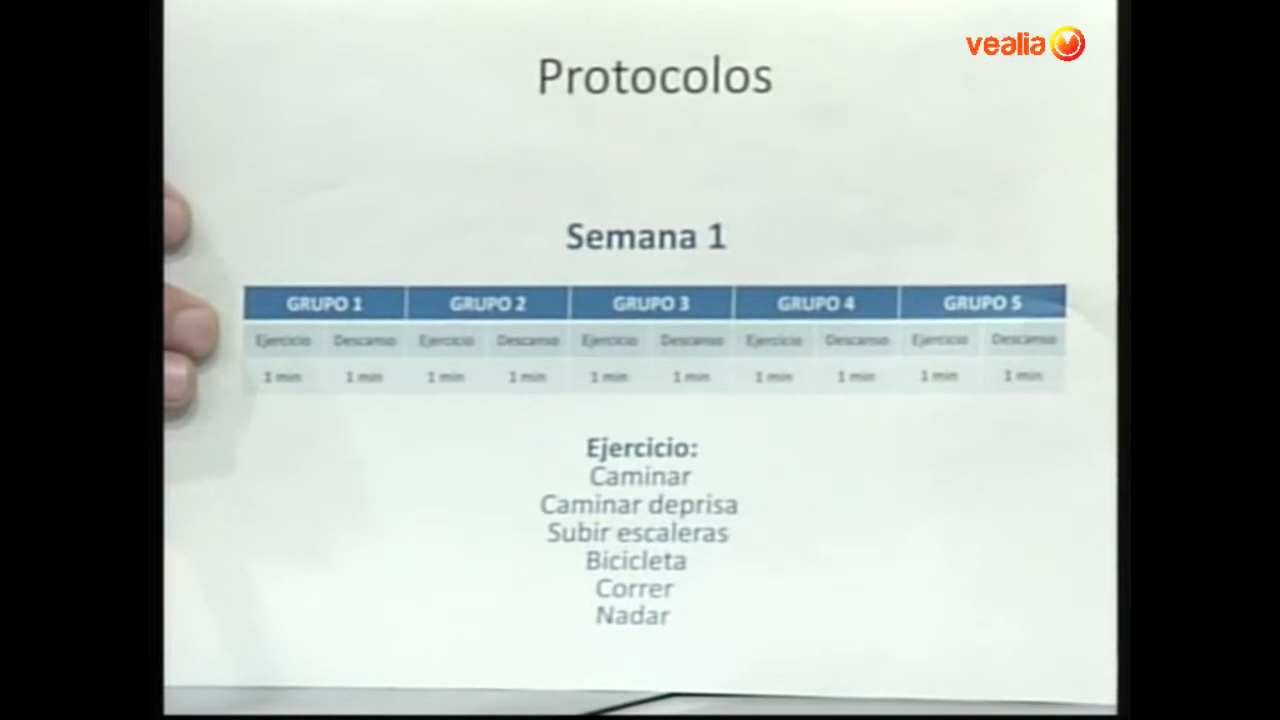 vealia
Protocolos
Semana 1
GRUPO 1 GRUPO 2 GRUPO 3 GRUPO 4 GRUPO 5
Ejercicio Descanso Ejercicio Descanso Ejercicio Descanso Ejercicio Descanso Ejercicio Descanso
1 min 1 min 1 min 1 min 1 min 1 min 1 min 1 min 1 min 1 min
Ejercicio:
Caminar
Caminar deprisa
Subir escaleras
Bicicleta
Correr
Nadar